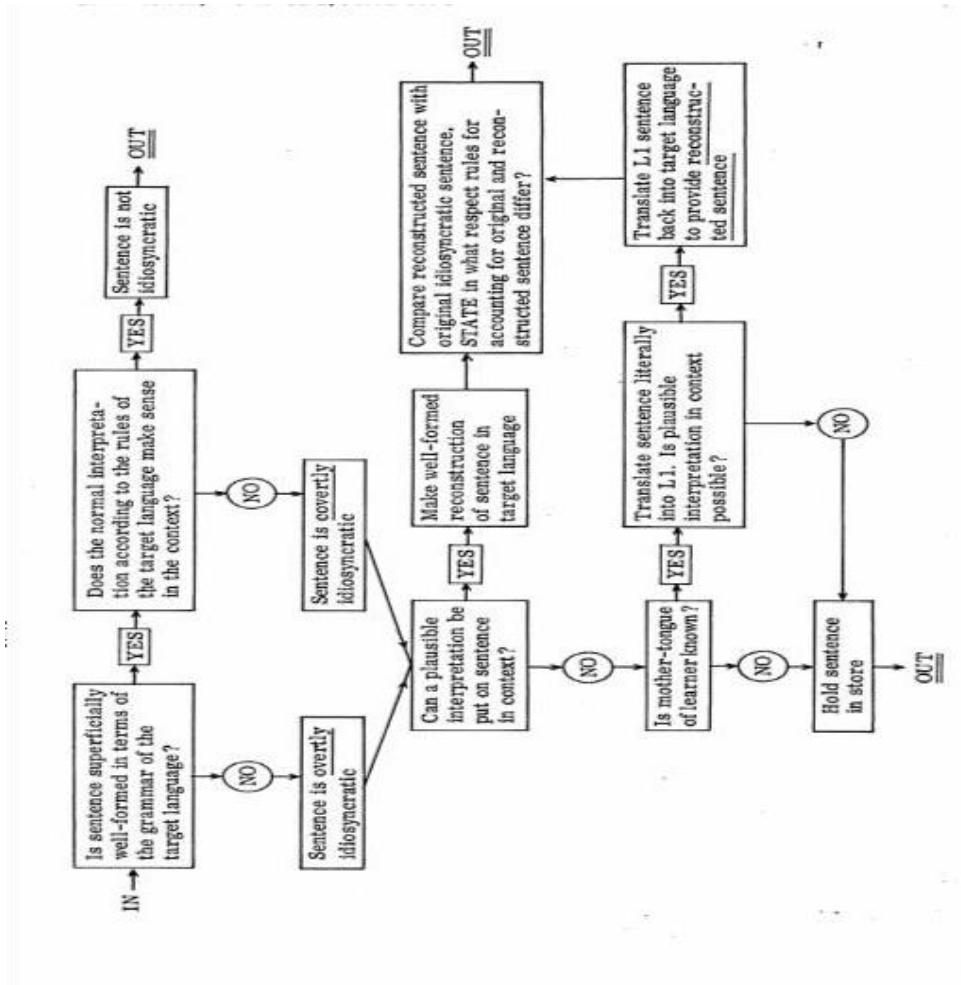 IN
Is sentence superficially
well-formed in terms of
the grammar of the
target language?
YES
Does the normal interpreta-
tion according to the rules of
the target language make sense
in the context?
YES
Sentence is not
idiosyncratic
OUT
NO
Sentence is overtly
idiosyncratic
NO
Sentence is covertly
idiosyncratic
Can a plausible
interpretation be
put on sentence
in context?
YES
Make well-formed
reconstruction
of sentence in
target language
Compare reconstructed sentence with
original idiosyncratic sentence,
STATE in what respect rules for
accounting for original and recon-
structed sentence differ?
OUT
NO
Is mother-tongue
of learner known?
YES
Translate sentence literally
into L1. Is plausible
interpretation in context
possible?
YES
Translate L1 sentence
back into target language
to provide reconstruc-
ted sentence
NO
NO
Hold sentence
in store
OUT